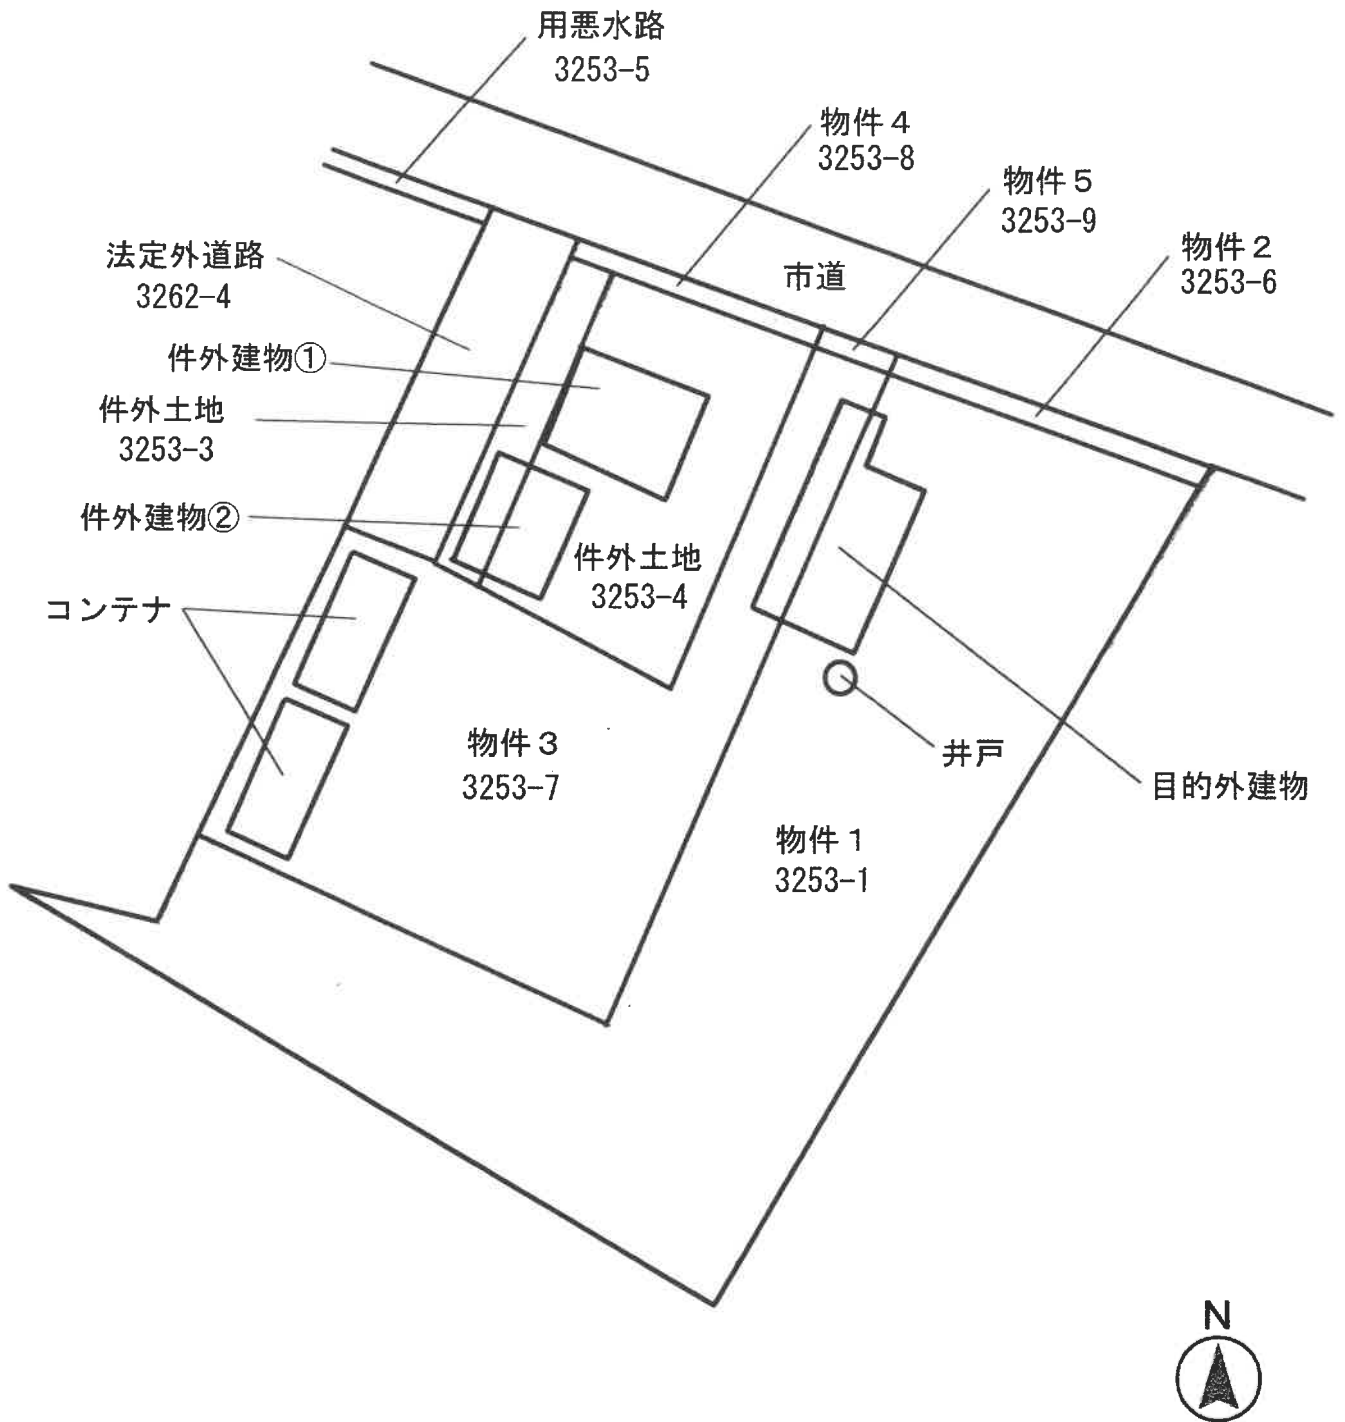 用悪水路
3253-5
物件４
3253-8
物件５
3253-9
物件２
3253-6
市道
法定外道路
3262-4
件外建物①
件外土地
3253-3
件外建物②
件外土地
3253-4
コンテナ
物件３
3253-7
井戸
目的外建物
物件１
3253-1
N